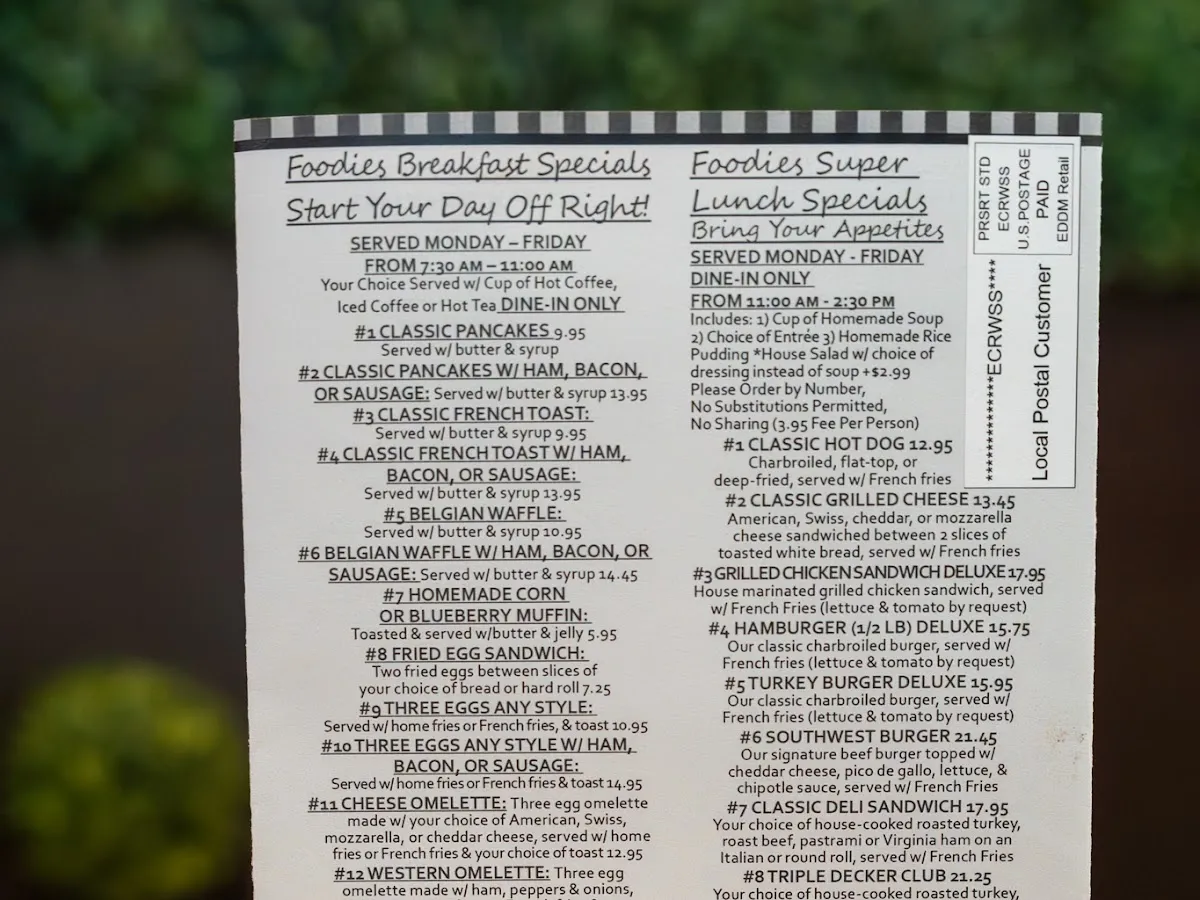 Foodies Breakfast Specials
Start Your Day Off Right!
SERVED MONDAY – FRIDAY
FROM 7:30 AM – 11:00 AM
Your Choice Served w/ Cup of Hot Coffee,
Iced Coffee or Hot Tea DINE-IN ONLY
#1 CLASSIC PANCAKES 9.95
Served w/ butter & syrup
#2 CLASSIC PANCAKES W/ HAM, BACON,
OR SAUSAGE: Served w/ butter & syrup 13.95
#3 CLASSIC FRENCH TOAST:
Served w/ butter & syrup 9.95
#4 CLASSIC FRENCH TOAST W/ HAM,
BACON, OR SAUSAGE:
Served w/ butter & syrup 13.95
#5 BELGIAN WAFFLE:
Served w/ butter & syrup 10.95
#6 BELGIAN WAFFLE W/ HAM, BACON, OR
SAUSAGE: Served w/ butter & syrup 14.45
#7 HOMEMADE CORN
OR BLUEBERRY MUFFIN:
Toasted & served w/butter & jelly 5.95
#8 FRIED EGG SANDWICH:
Two fried eggs between slices of
your choice of bread or hard roll 7.25
#9 THREE EGGS ANY STYLE:
Served w/home fries or French fries, & toast 10.95
#10 THREE EGGS ANY STYLE W/ HAM,
BACON, OR SAUSAGE:
Served w/home fries or French fries & toast 14.95
#11 CHEESE OMELETTE: Three egg omelette
made w/ your choice of American, Swiss,
mozzarella, or cheddar cheese, served w/ home
fries or French fries & your choice of toast 12.95
#12 WESTERN OMELETTE: Three egg
omelette made w/ ham, peppers & onions,
Foodies Super
Lunch Specials
Bring Your Appetites
SERVED MONDAY - FRIDAY
DINE-IN ONLY
FROM 11:00 AM - 2:30 PM
Includes: 1) Cup of Homemade Soup
2) Choice of Entrée 3) Homemade Rice
Pudding *House Salad w/ choice of
dressing instead of soup +$2.99
Please Order by Number,
No Substitutions Permitted,
No Sharing (3.95 Fee Per Person)
#1 CLASSIC HOT DOG 12.95
Charbroiled, flat-top, or
deep-fried, served w/ French fries
#2 CLASSIC GRILLED CHEESE 13.45
American, Swiss, cheddar, or mozzarella
cheese sandwiched between 2 slices of
toasted white bread, served w/ French fries
#3 GRILLED CHICKEN SANDWICH DELUXE 17.95
House marinated grilled chicken sandwich, served
w/ French Fries (lettuce & tomato by request)
#4 HAMBURGER (1/2 LB) DELUXE 15.75
Our classic charbroiled burger, served w/
French fries (lettuce & tomato by request)
#5 TURKEY BURGER DELUXE 15.95
Our classic charbroiled burger, served w/
French fries (lettuce & tomato by request)
#6 SOUTHWEST BURGER 21.45
Our signature beef burger topped w/
cheddar cheese, pico de gallo, lettuce, &
chipotle sauce, served w/ French Fries
#7 CLASSIC DELI SANDWICH 17.95
Your choice of house-cooked roasted turkey,
roast beef, pastrami or Virginia ham on an
Italian or round roll, served w/ French Fries
#8 TRIPLE DECKER CLUB 21.25
Your choice of house-cooked roasted turkey,
PRSRT STD
ECRWSS
U.S.POSTAGE
PAID
EDDM Retail
**************ECRWSS****
Local Postal Customer